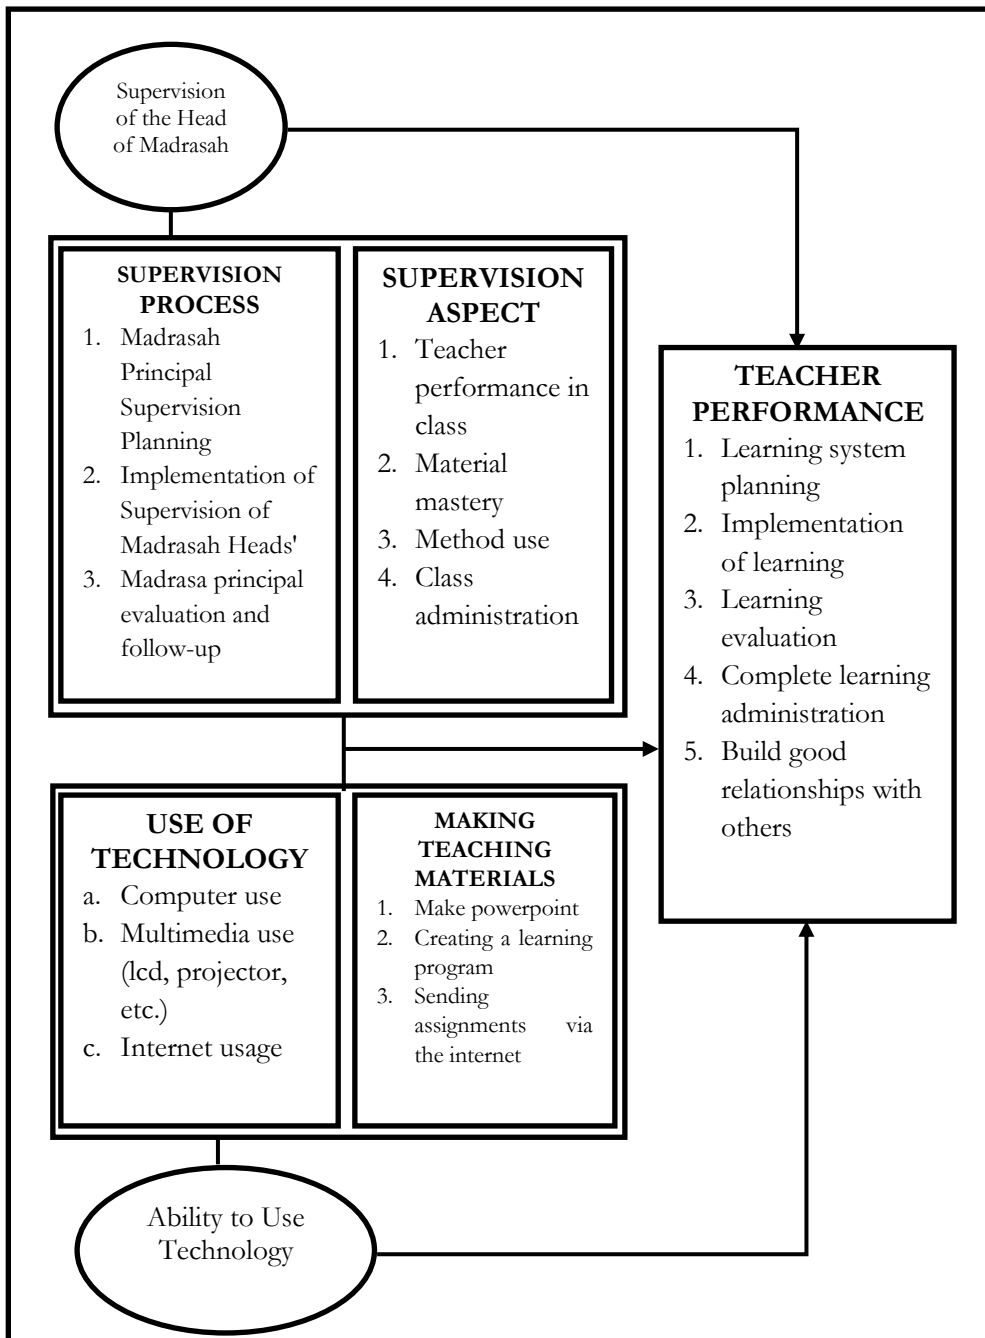 Supervision
of the Head
of Madrasah
SUPERVISION
PROCESS
1. Madrasah
Principal
Supervision
Planning
2. Implementation of
Supervision of
Madrasah Heads'
3. Madrasa principal
evaluation and
follow-up
SUPERVISION
ASPECT
1. Teacher
performance in
class
2. Material
mastery
3. Method use
4. Class
administration
TEACHER
PERFORMANCE
1. Learning system
planning
2. Implementation
of learning
3. Learning
evaluation
4. Complete learning
administration
5. Build good
relationships with
others
USE OF
TECHNOLOGY
a. Computer use
b. Multimedia use
(lcd, projector,
etc.)
c. Internet usage
MAKING
TEACHING
MATERIALS
1. Make powerpoint
2. Creating a learning
program
3. Sending
assignments via
the internet
Ability to Use
Technology